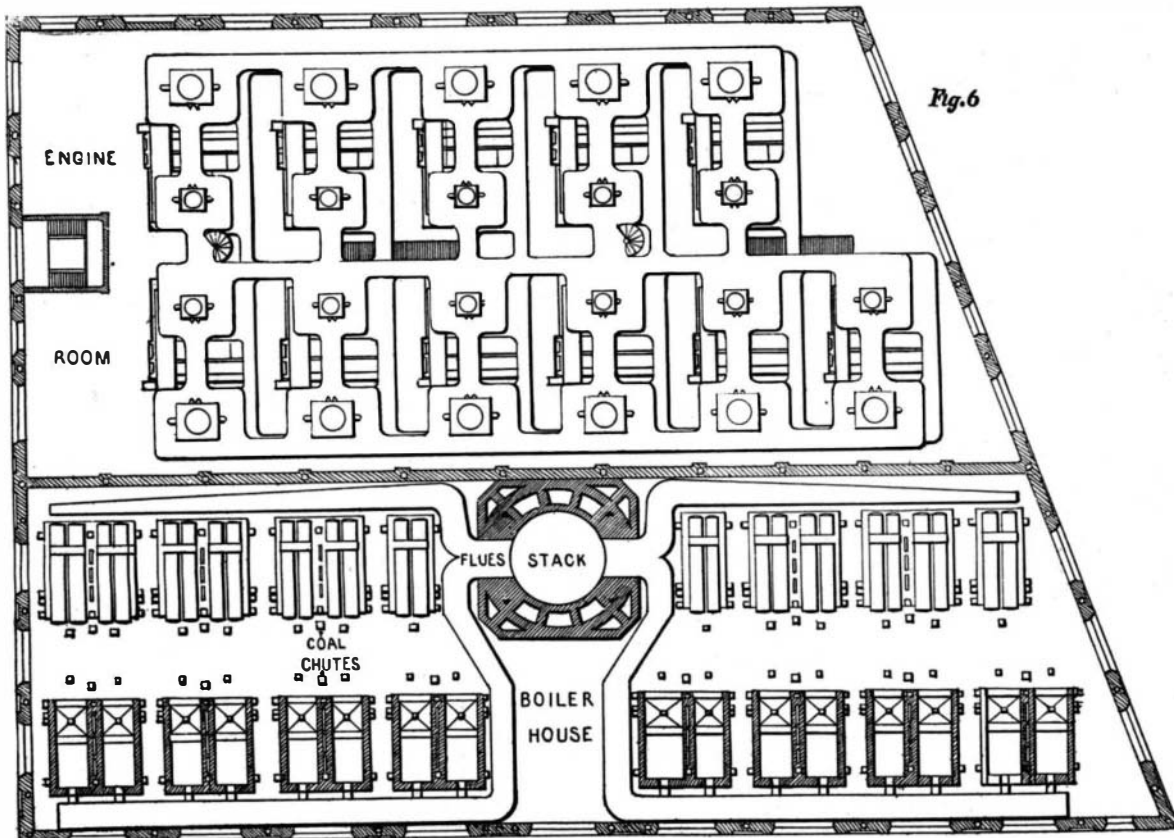 Fig.6
ENGINE
ROOM
FLUES
STACK
COAL
CHUTES
BOILER
HOUSE